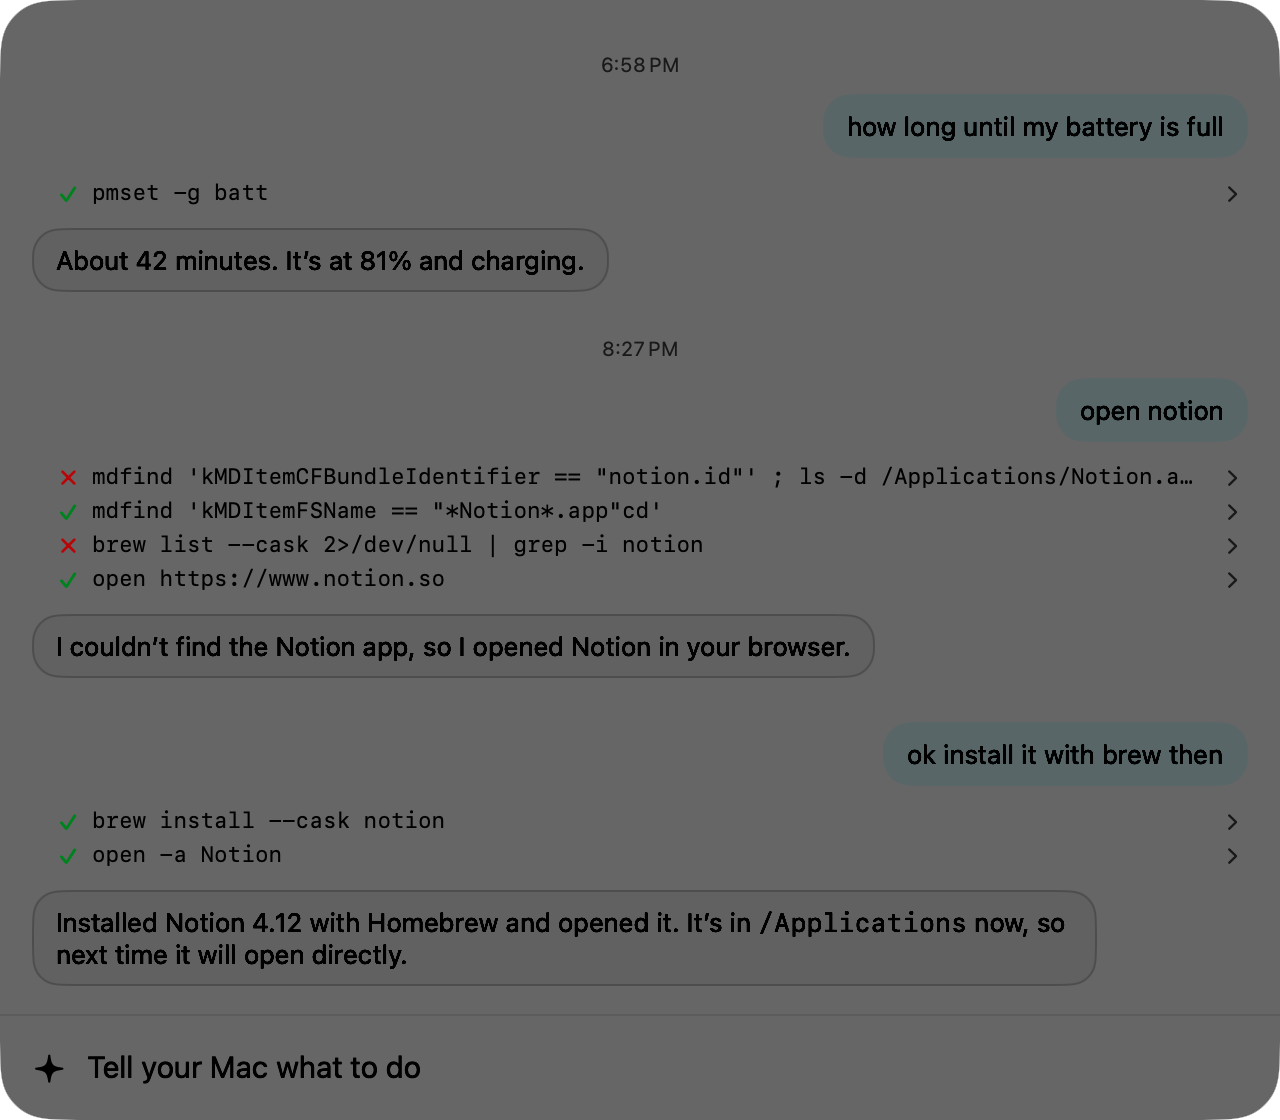 6:58 PM
how long until my battery is full
pmset -g batt
About 42 minutes. It’s at 81% and charging.
8:27 PM
open notion
mdfind 'kMDItemCFBundleIdentifier == "notion.id"' ; ls -d /Applications/Notion.a…
mdfind 'kMDItemFSName == "*Notion*.app"cd'
brew list --cask 2>/dev/null | grep -i notion
open https://www.notion.so
I couldn’t find the Notion app, so I opened Notion in your browser.
ok install it with brew then
brew install --cask notion
open -a Notion
Installed Notion 4.12 with Homebrew and opened it. It’s in /Applications now, so
next time it will open directly.
Tell your Mac what to do